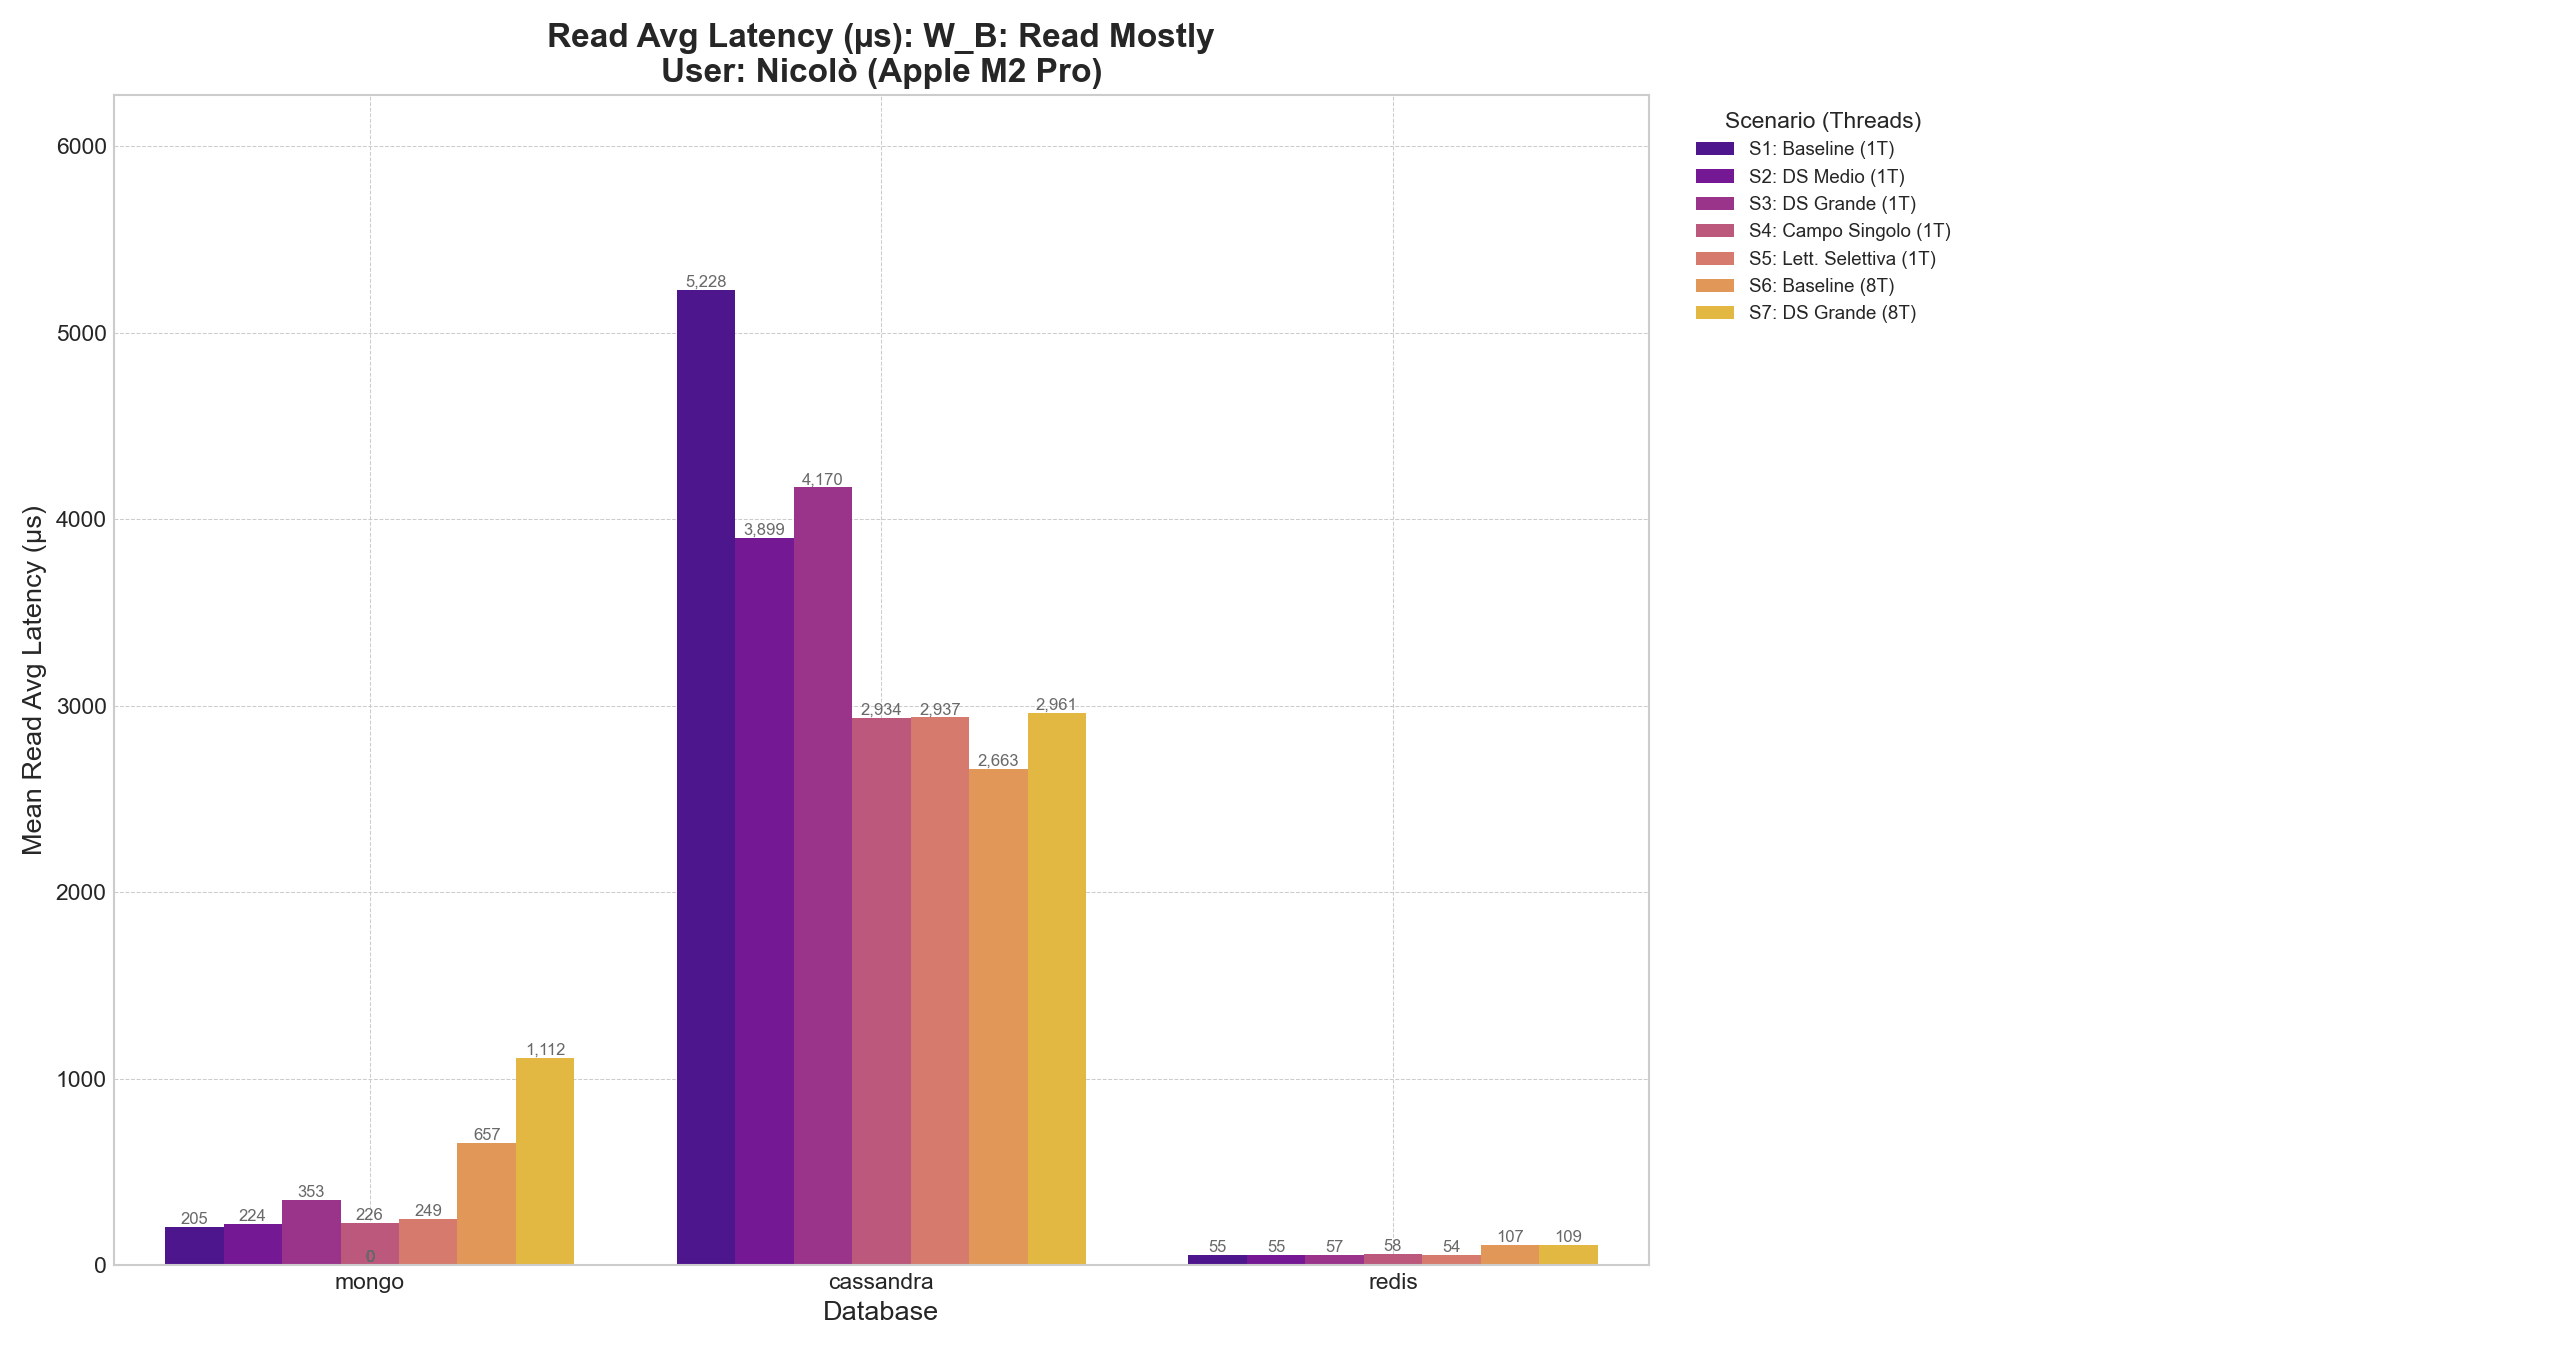 Read Avg Latency (µs): W_B: Read Mostly
User: Nicolò (Apple M2 Pro)
Mean Read Avg Latency (µs)
6000
5000
4000
3000
2000
1000
0
205
224
353
226
0
249
657
1,112
5,228
3,899
4,170
2,934
2,937
2,663
2,961
55
55
57
58
54
107
109
mongo
cassandra
redis
Database
Scenario (Threads)
S1: Baseline (1T)
S2: DS Medio (1T)
S3: DS Grande (1T)
S4: Campo Singolo (1T)
S5: Lett. Selettiva (1T)
S6: Baseline (8T)
S7: DS Grande (8T)